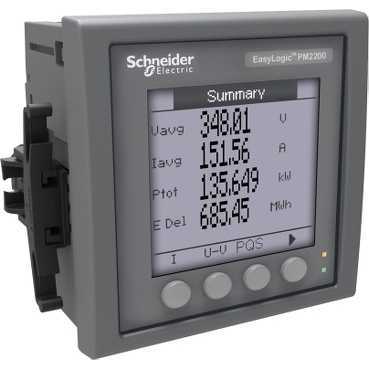 Schneider
Electric
EasyLogic™ PM2200
Summary
Uavg 348.01 V
Iavg 151.56 A
Ptot 135.649 kW
E Del 685.45 MWh
I U-V PQS